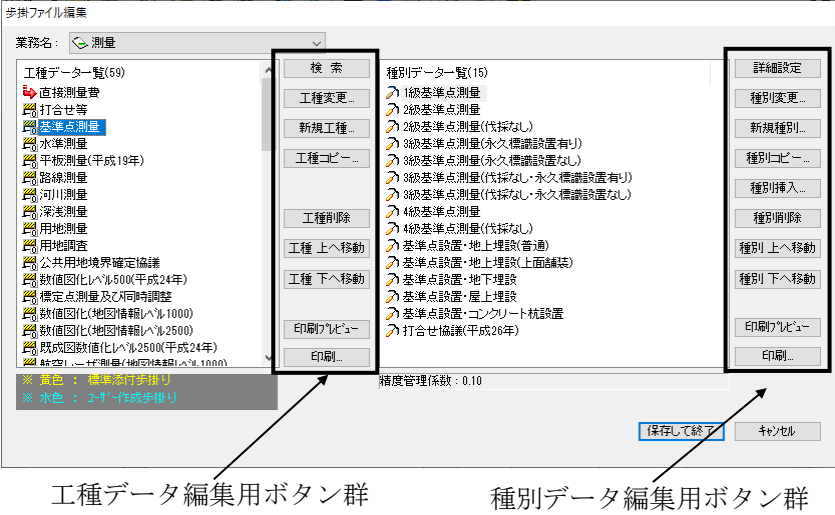 歩掛ファイル編集
業務名： 測量
工種データ一覧(59)
直接測量費
打合せ等
基準点測量
水準測量
平板測量(平成19年)
路線測量
河川測量
深浅測量
用地測量
用地調査
公共用地境界確定協議
数値図化ﾚﾍﾞﾙ500(平成24年)
標定点測量及び同時調整
数値図化(地図情報ﾚﾍﾞﾙ1000)
数値図化(地図情報ﾚﾍﾞﾙ2500)
既成図数値化ﾚﾍﾞﾙ2500(平成24年)
航空レーザ測量(地図情報ﾚﾍﾞﾙ1000)
※ 黄色 ： 標準添付歩掛り
※ 水色 ： ﾕｰｻﾞｰ作成歩掛り
検 索
工種変更...
新規工種...
工種コピー...
工種削除
工種 上へ移動
工種 下へ移動
印刷ﾌﾟﾚﾋﾞｭｰ
印刷...
種別データ一覧(15)
1級基準点測量
2級基準点測量
2級基準点測量(伐採なし)
3級基準点測量(永久標識設置有り)
3級基準点測量(永久標識設置なし)
3級基準点測量(伐採なし・永久標識設置有り)
3級基準点測量(伐採なし・永久標識設置なし)
4級基準点測量
4級基準点測量(伐採なし)
基準点設置・地上埋設(普通)
基準点設置・地上埋設(上面舗装)
基準点設置・地下埋設
基準点設置・屋上埋設
基準点設置・コンクリート杭設置
打合せ協議(平成26年)
精度管理係数：0.10
詳細設定
種別変更...
新規種別...
種別コピー...
種別挿入...
種別削除
種別 上へ移動
種別 下へ移動
印刷ﾌﾟﾚﾋﾞｭｰ
印刷...
保存して終了
ｷｬﾝｾﾙ
工種データ編集用ボタン群
種別データ編集用ボタン群